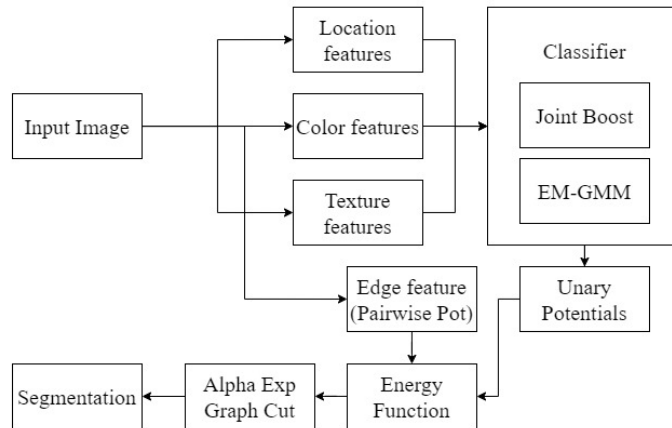 Location
features
Classifier
Input Image
Color features
Joint Boost
EM-GMM
Texture
features
Edge feature
(Pairwise Pot)
Unary
Potentials
Segmentation
Alpha Exp
Graph Cut
Energy
Function